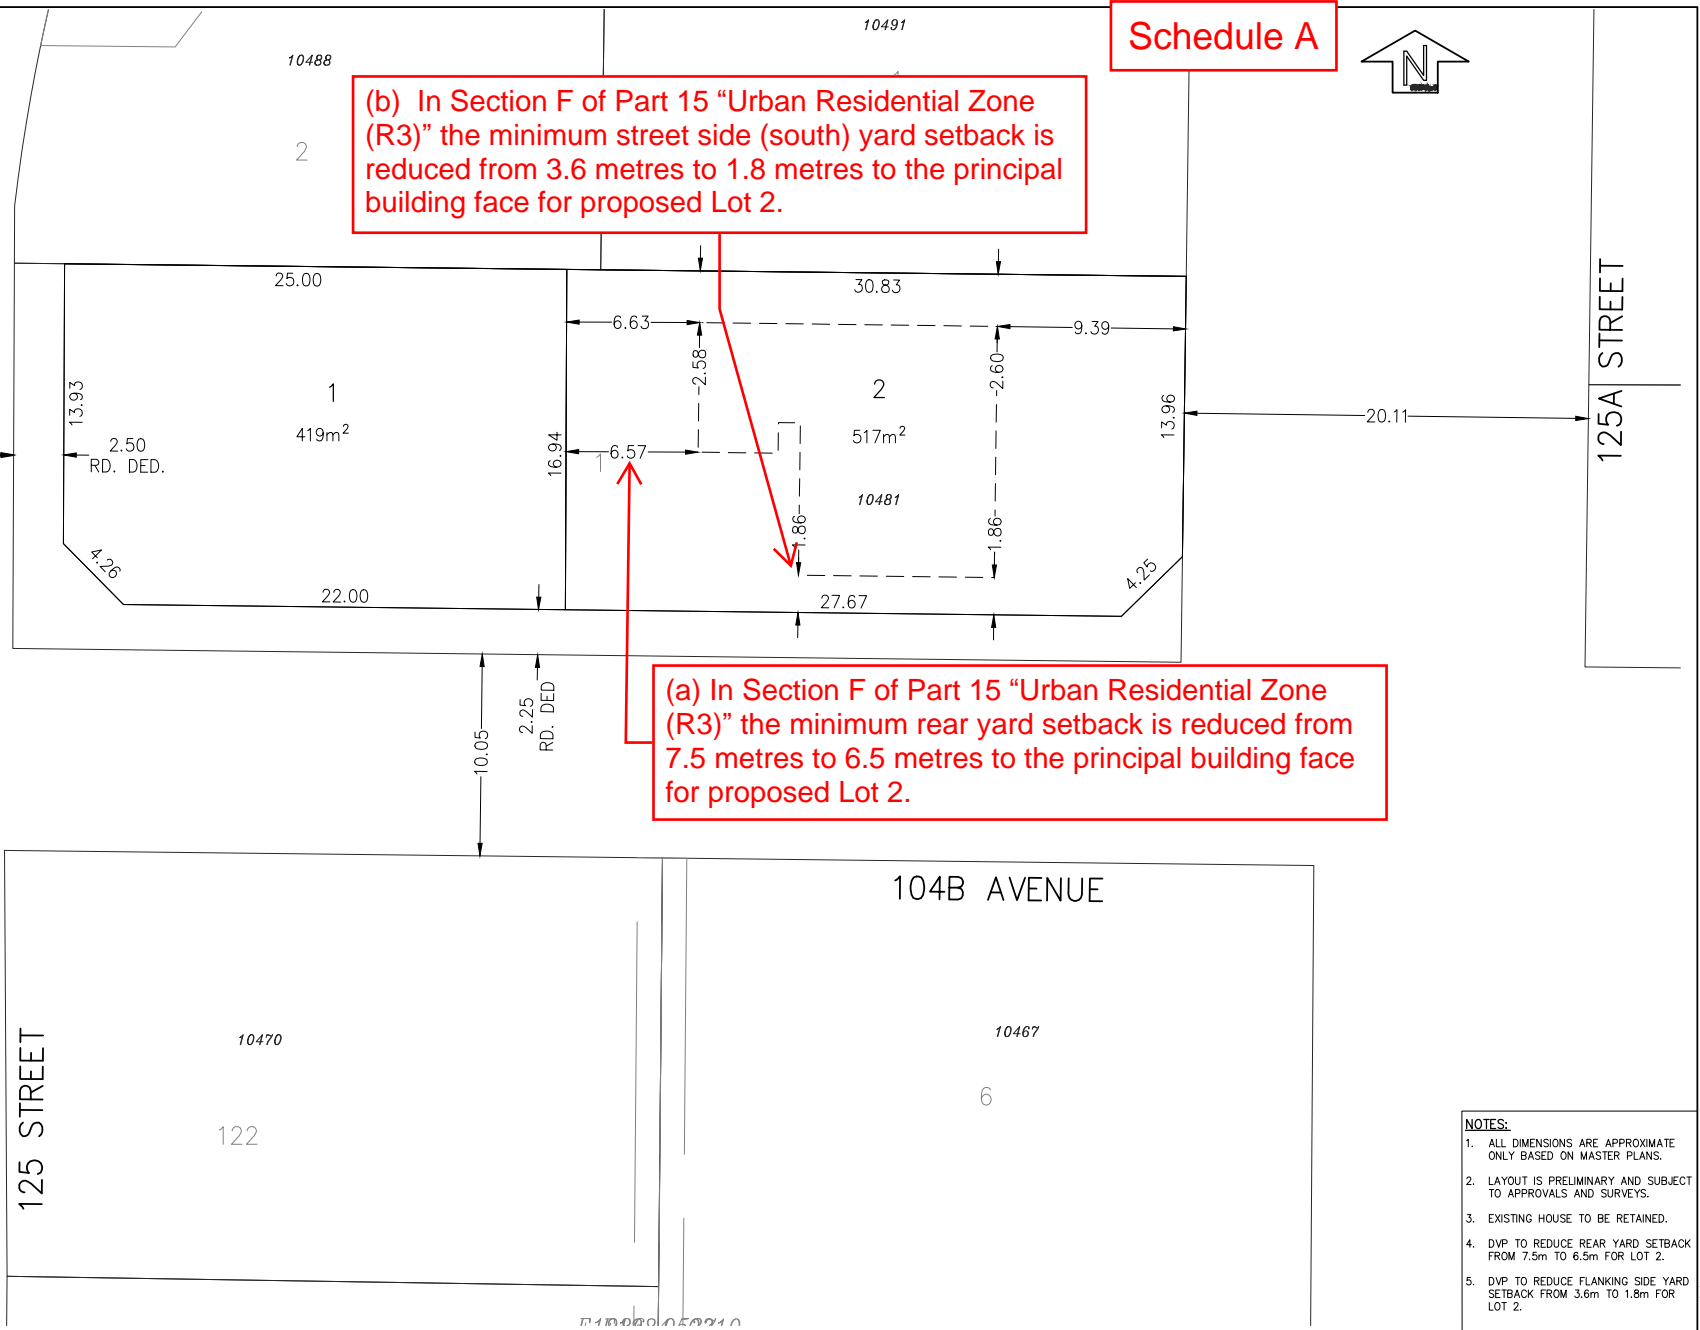 Schedule A
N
10491
10488
2
(b) In Section F of Part 15 “Urban Residential Zone
(R3)” the minimum street side (south) yard setback is
reduced from 3.6 metres to 1.8 metres to the principal
building face for proposed Lot 2.
25.00
30.83
6.63
9.39
2.58
2.60
13.93
1
419m²
2.50
RD. DED.
16.94
6.57
1
2
517m²
10481
13.96
20.11
125A STREET
1.86
1.86
4.26
22.00
27.67
4.25
10.05
2.25
RD. DED
(a) In Section F of Part 15 “Urban Residential Zone
(R3)” the minimum rear yard setback is reduced from
7.5 metres to 6.5 metres to the principal building face
for proposed Lot 2.
104B AVENUE
125 STREET
10470
122
10467
6
NOTES:
1. ALL DIMENSIONS ARE APPROXIMATE
ONLY BASED ON MASTER PLANS.
2. LAYOUT IS PRELIMINARY AND SUBJECT
TO APPROVALS AND SURVEYS.
3. EXISTING HOUSE TO BE RETAINED.
4. DVP TO REDUCE REAR YARD SETBACK
FROM 7.5m TO 6.5m FOR LOT 2.
5. DVP TO REDUCE FLANKING SIDE YARD
SETBACK FROM 3.6m TO 1.8m FOR
LOT 2.